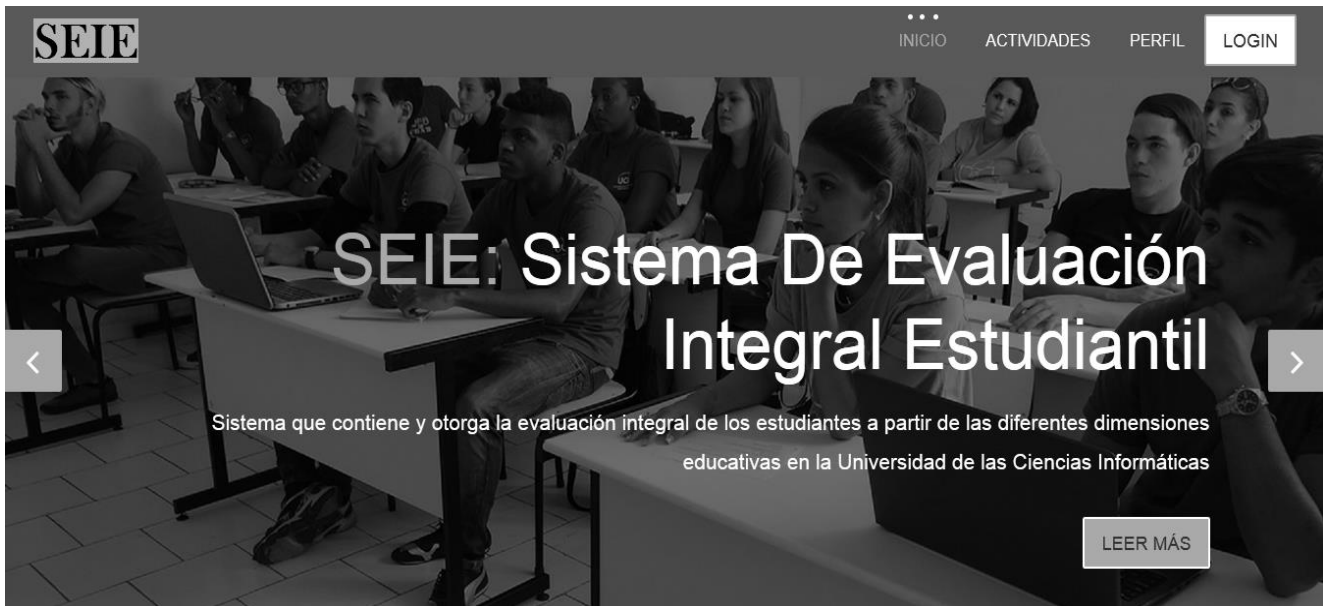 SEIE
INICIO ACTIVIDADES PERFIL LOGIN
SEIE: Sistema De Evaluación
Integral Estudiantil
Sistema que contiene y otorga la evaluación integral de los estudiantes a partir de las diferentes dimensiones
educativas en la Universidad de las Ciencias Informáticas
LEER MÁS